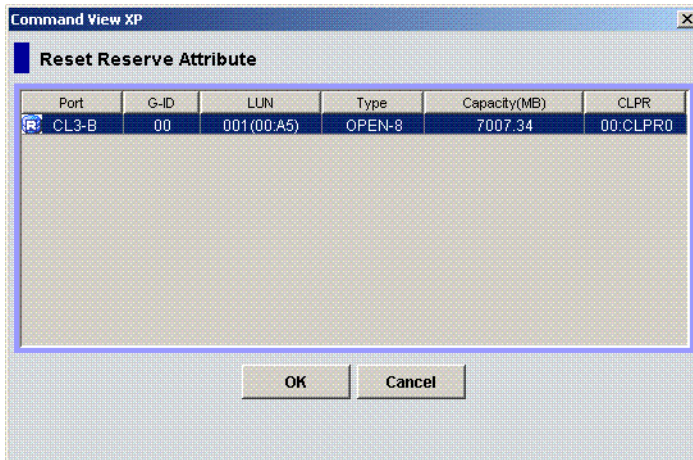 Command View XP
Reset Reserve Attribute
Port G-ID LUN Type Capacity(MB) CLPR
R CL3-B 00 001(00:A5) OPEN-8 7007.34 00:CLPR0
OK Cancel